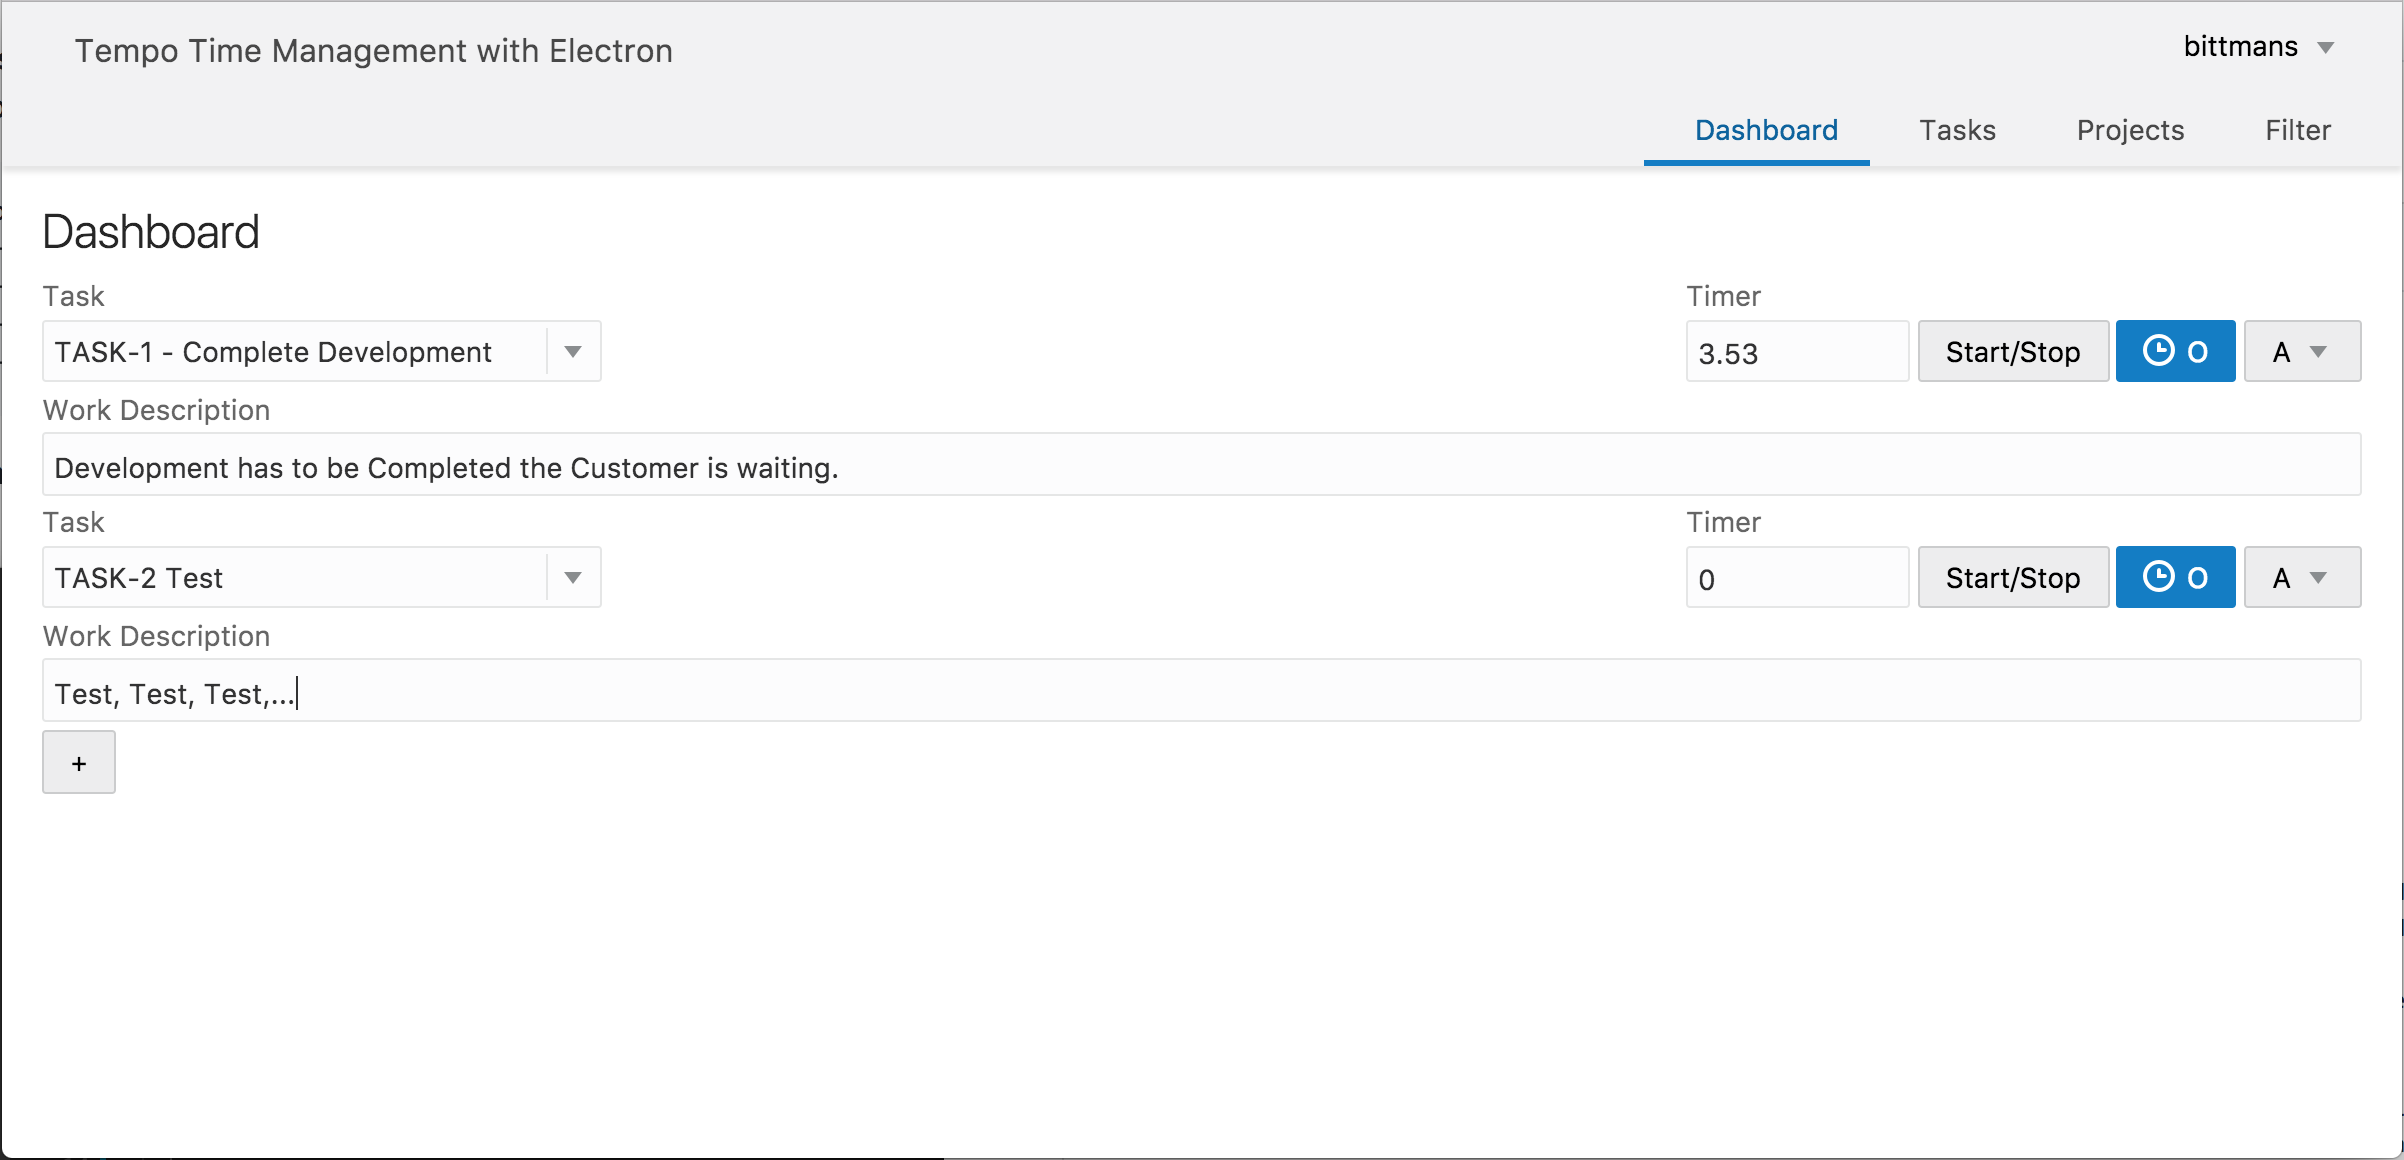 Tempo Time Management with Electron
bittmans
Dashboard Tasks Projects Filter
Dashboard
Task Timer
TASK-1 - Complete Development 3.53 Start/Stop O A
Work Description
Development has to be Completed the Customer is waiting.
Task Timer
TASK-2 Test 0 Start/Stop O A
Work Description
Test, Test, Test,...
+